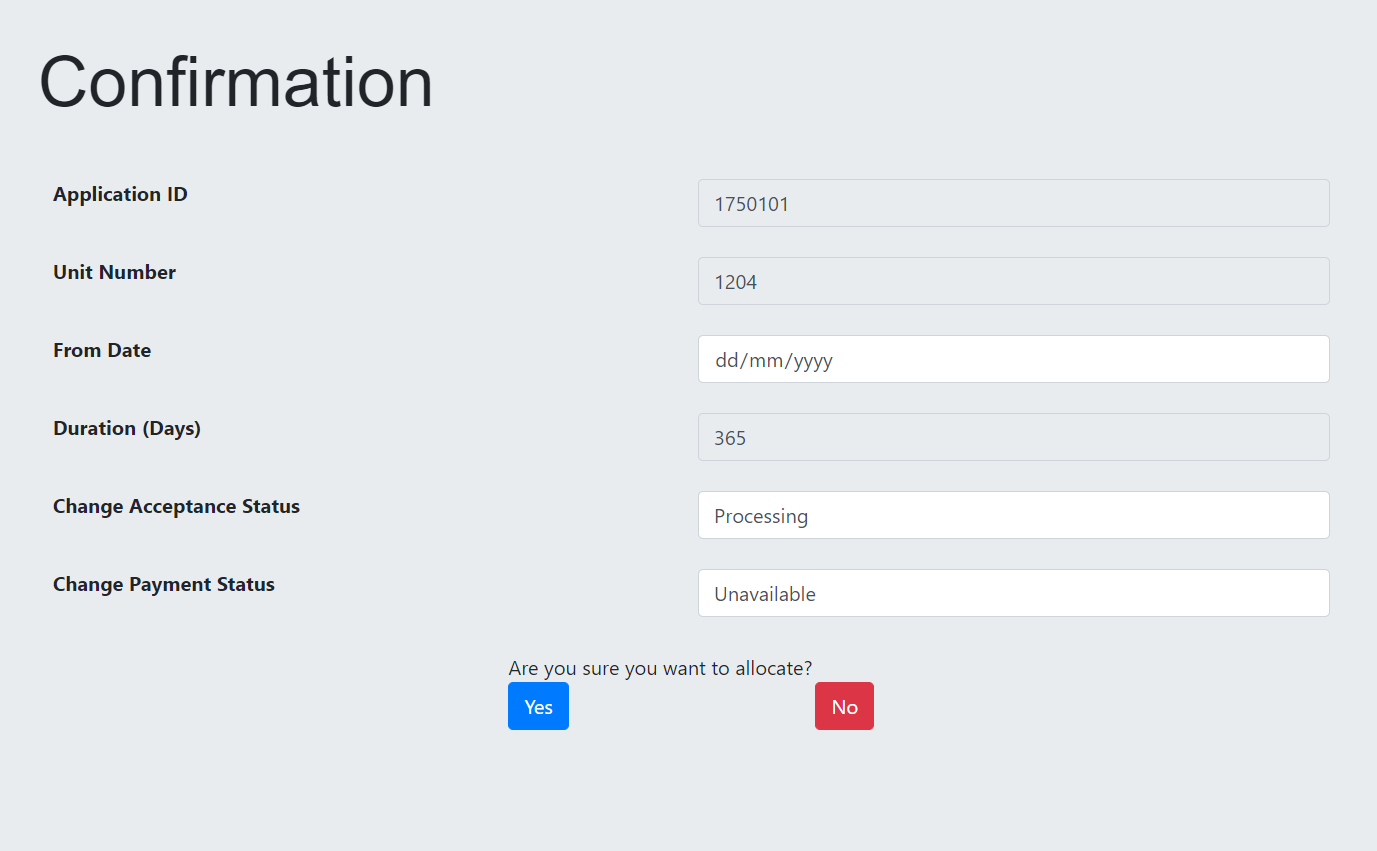 Confirmation
Application ID
1750101
Unit Number
1204
From Date
dd/mm/yyyy
Duration (Days)
365
Change Acceptance Status
Processing
Change Payment Status
Unavailable
Are you sure you want to allocate?
Yes
No